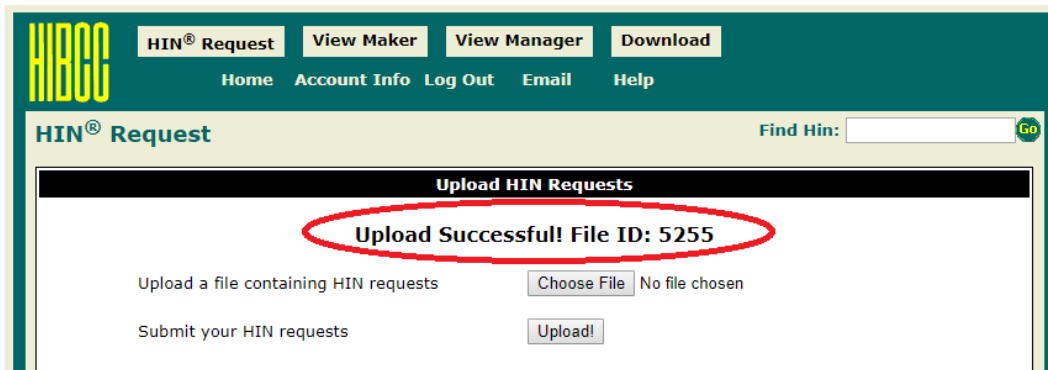 HIBCC
HIN® Request View Maker View Manager Download
Home Account Info Log Out Email Help
HIN® Request Find Hin: Go
Upload HIN Requests
Upload Successful! File ID: 5255
Upload a file containing HIN requests Choose File No file chosen
Submit your HIN requests Upload!